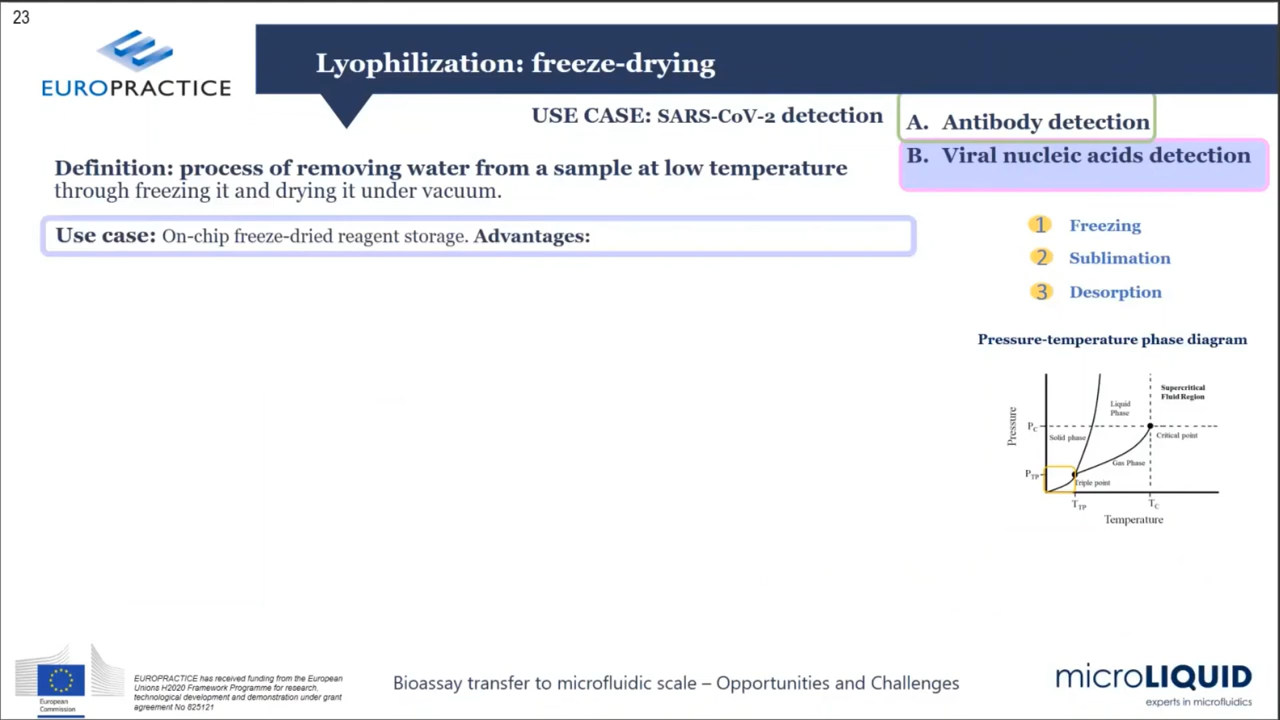 23
EUROPRACTICE
Lyophilization: freeze-drying
USE CASE: SARS-CoV-2 detection
A. Antibody detection
B. Viral nucleic acids detection
Definition: process of removing water from a sample at low temperature
through freezing it and drying it under vacuum.
Use case: On-chip freeze-dried reagent storage. Advantages:
1 Freezing
2 Sublimation
3 Desorption
Pressure-temperature phase diagram
Pressure
Supercritical
Fluid Region
Liquid
Phase
PC
Solid phase
Critical point
Gas Phase
PTP
Triple point
TTP
TC
Temperature
European
Commission
EUROPRACTICE has received funding from the European
Unions H2020 Framework Programme for research,
technological development and demonstration under grant
agreement No 825121
Bioassay transfer to microfluidic scale – Opportunities and Challenges
microLIQUID
experts in microfluidics